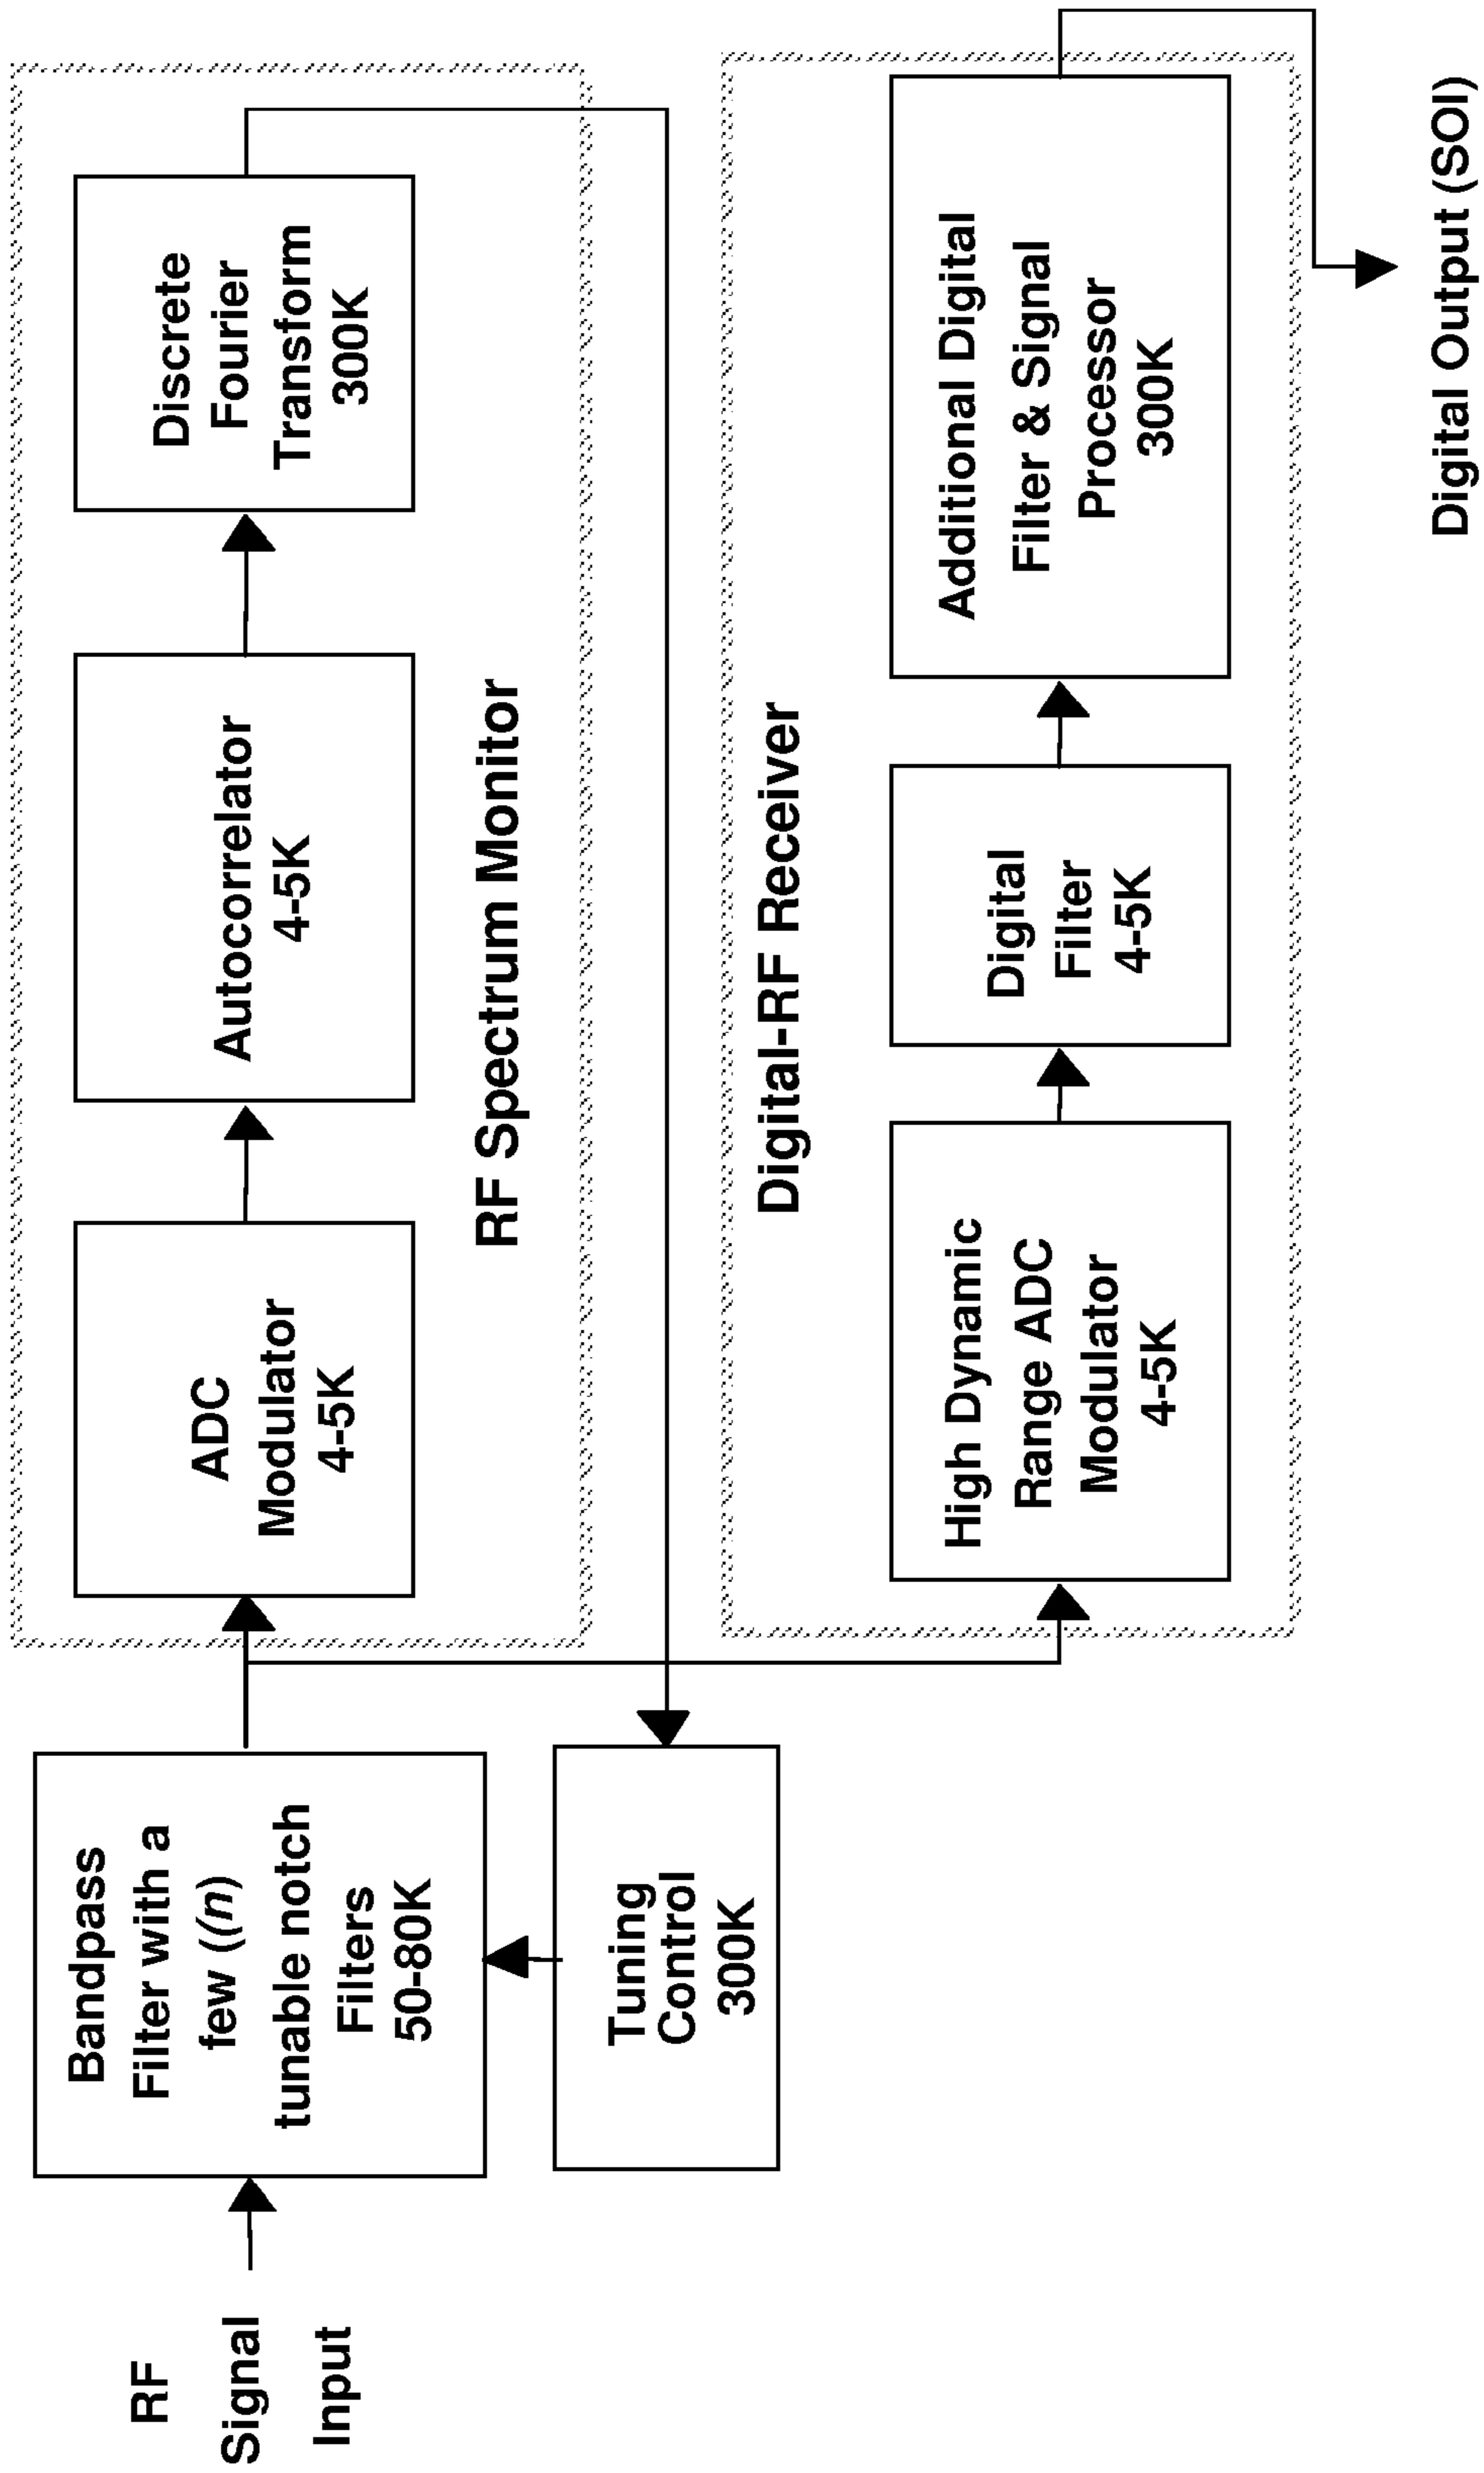 RF
Signal
Input
Bandpass
Filter with a
few ((n)
tunable notch
Filters
50-80K
Tuning
Control
300K
ADC
Modulator
4-5K
Autocorrelator
4-5K
Discrete
Fourier
Transform
300K
RF Spectrum Monitor
Digital-RF Receiver
High Dynamic
Range ADC
Modulator
4-5K
Digital
Filter
4-5K
Additional Digital
Filter & Signal
Processor
300K
Digital Output (SOI)